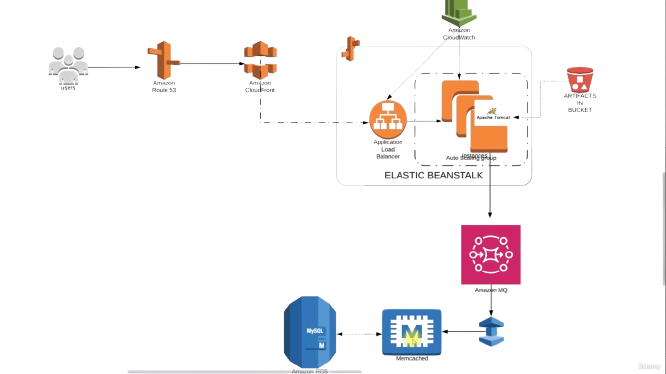 Amazon
CloudWatch
users
Amazon
Route 53
Amazon
CloudFront
ARTIFACTS
IN
BUCKET
Apache Tomcat
Application
Load
Balancer
Instances
Auto Scaling group
ELASTIC BEANSTALK
Amazon MQ
MySQL
M
M
Memcached
Amazon RDS
Udemy